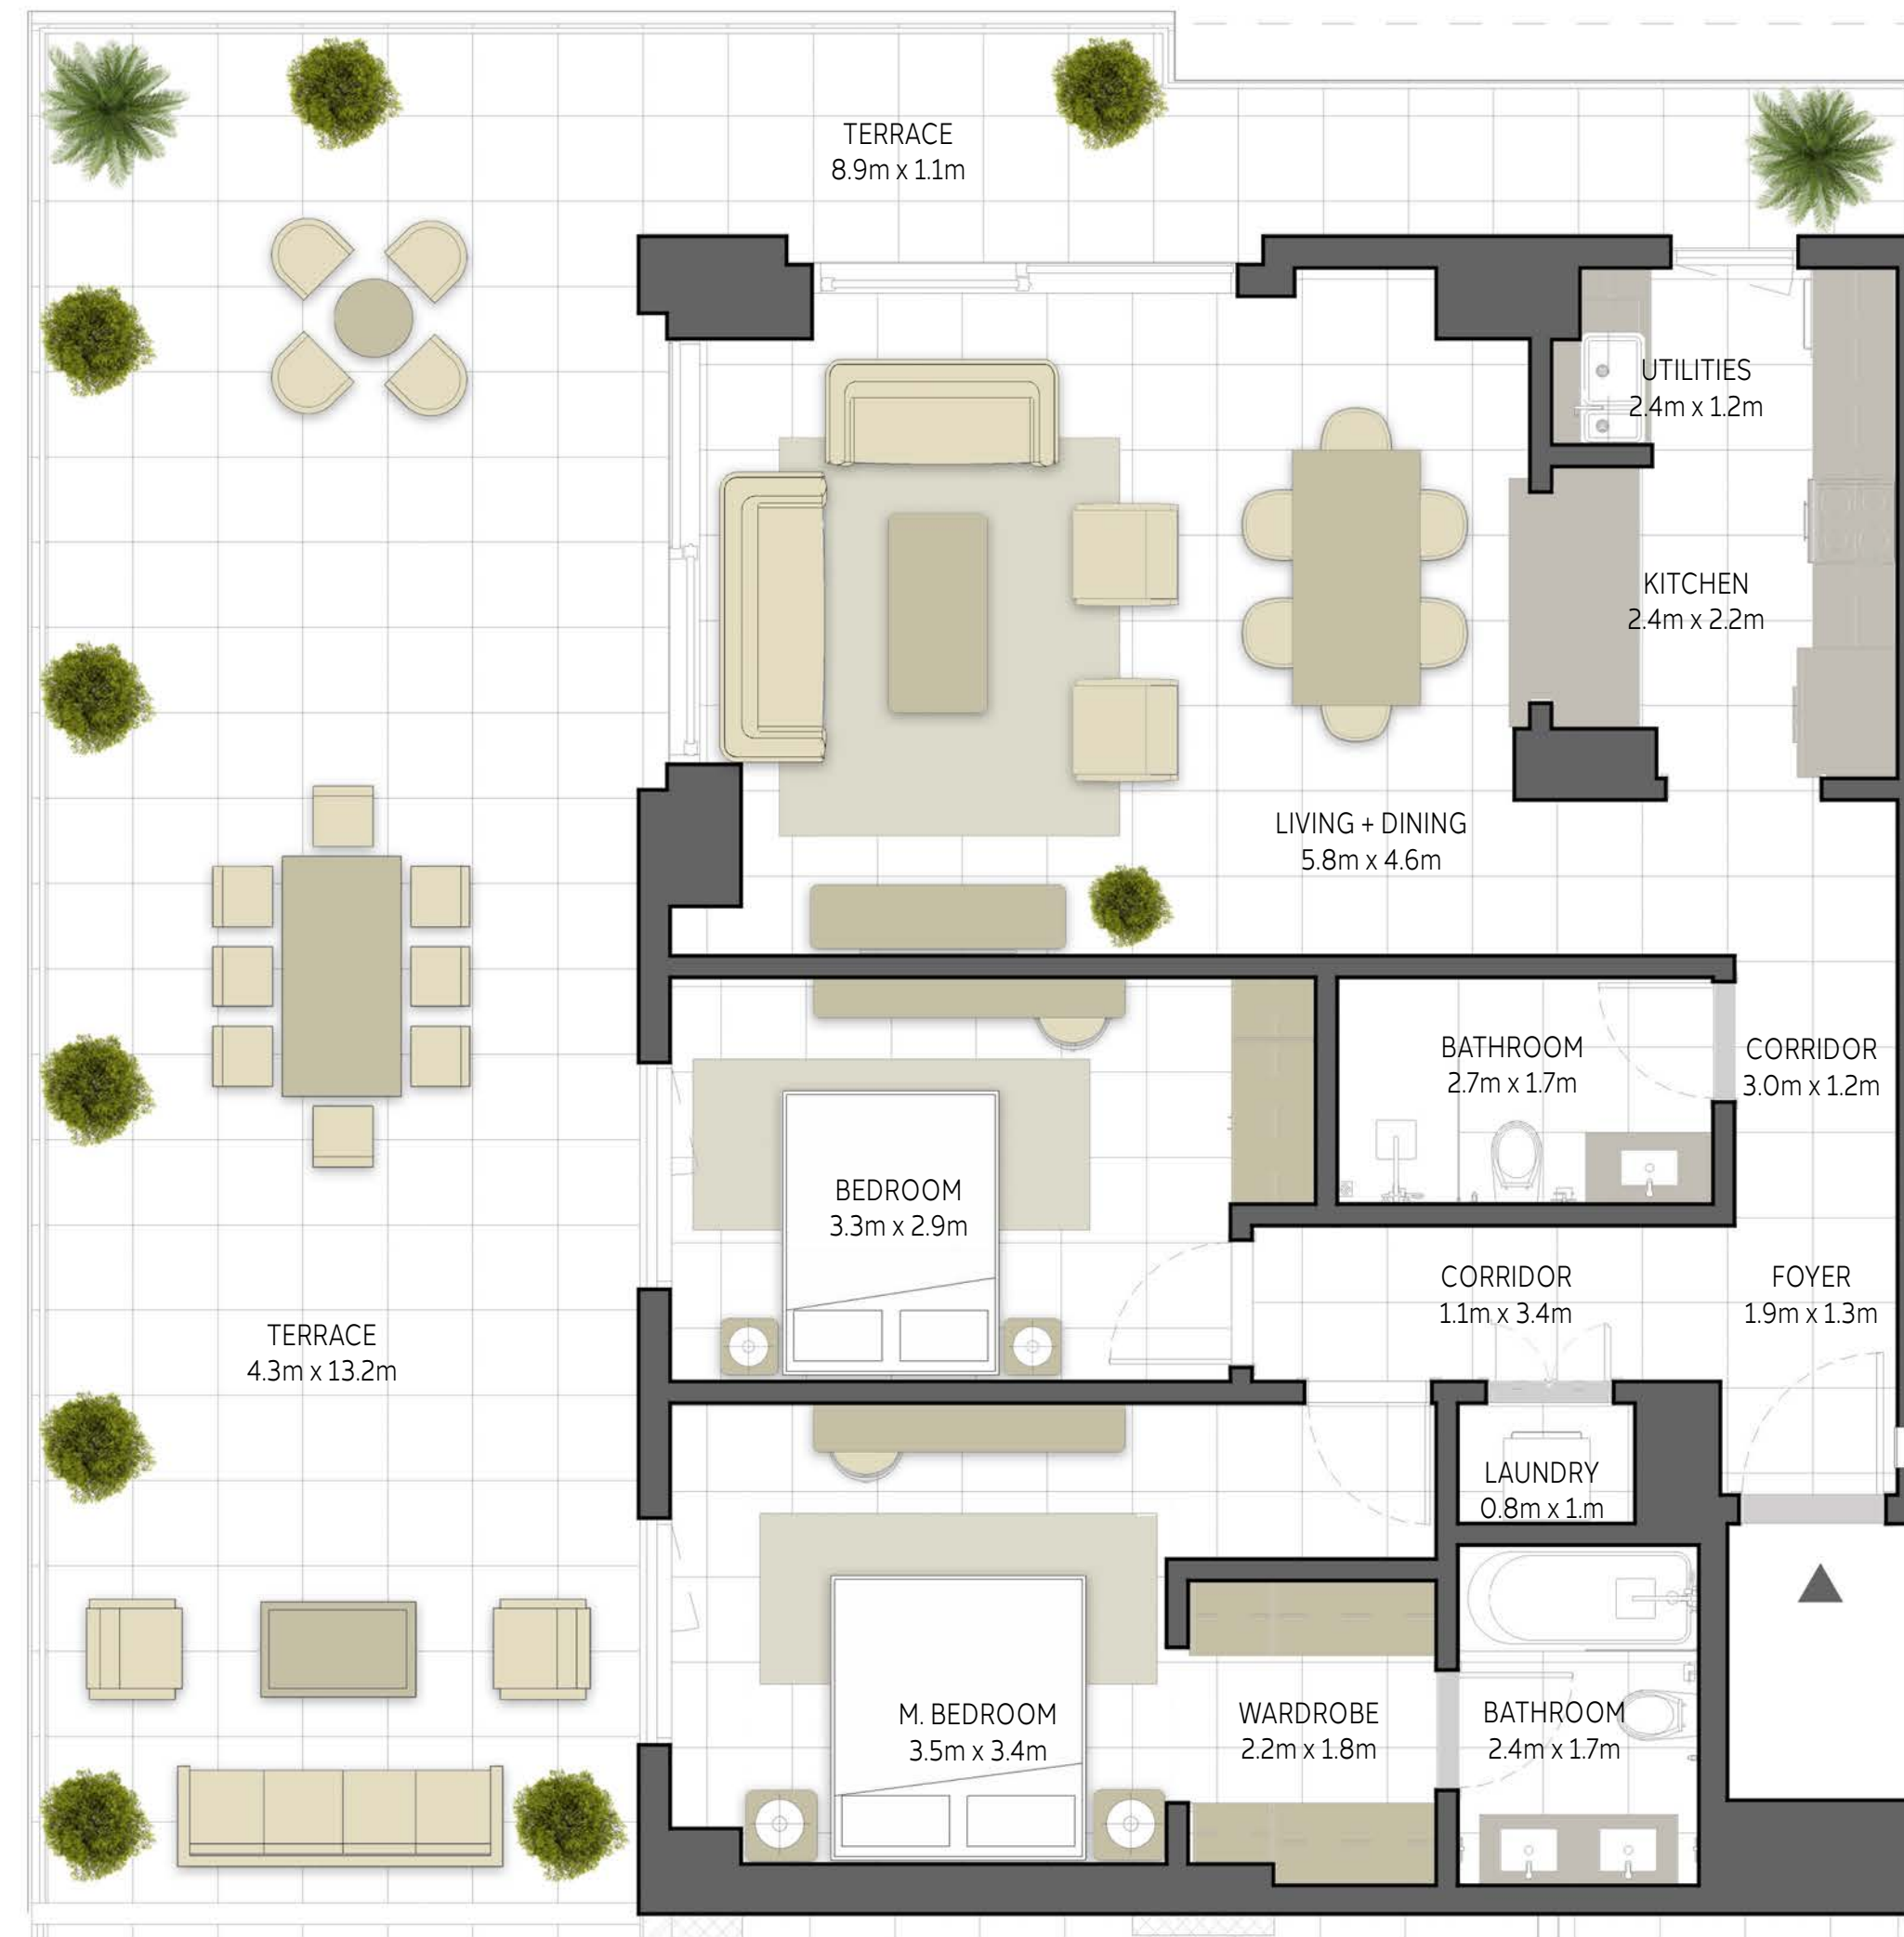 TERRACE
8.9m x 1.1m
UTILITIES
2.4m x 1.2m
KITCHEN
2.4m x 2.2m
LIVING + DINING
5.8m x 4.6m
BATHROOM
2.7m x 1.7m
CORRIDOR
3.0m x 1.2m
BEDROOM
3.3m x 2.9m
CORRIDOR
1.1m x 3.4m
FOYER
1.9m x 1.3m
TERRACE
4.3m x 13.2m
LAUNDRY
0.8m x 1.m
M. BEDROOM
3.5m x 3.4m
WARDROBE
2.2m x 1.8m
BATHROOM
2.4m x 1.7m